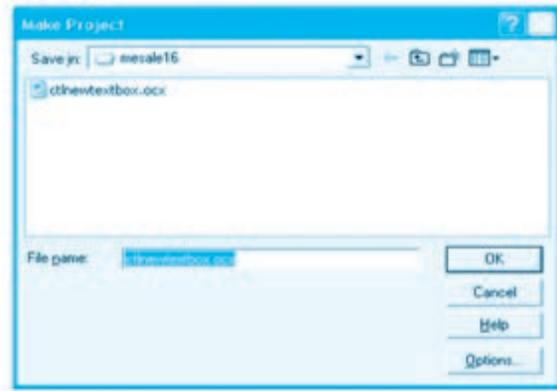 Make Project
Save in: mesale16
ctlnewtextbox.ocx
File name: ctlnewtextbox.ocx
OK
Cancel
Help
Options...